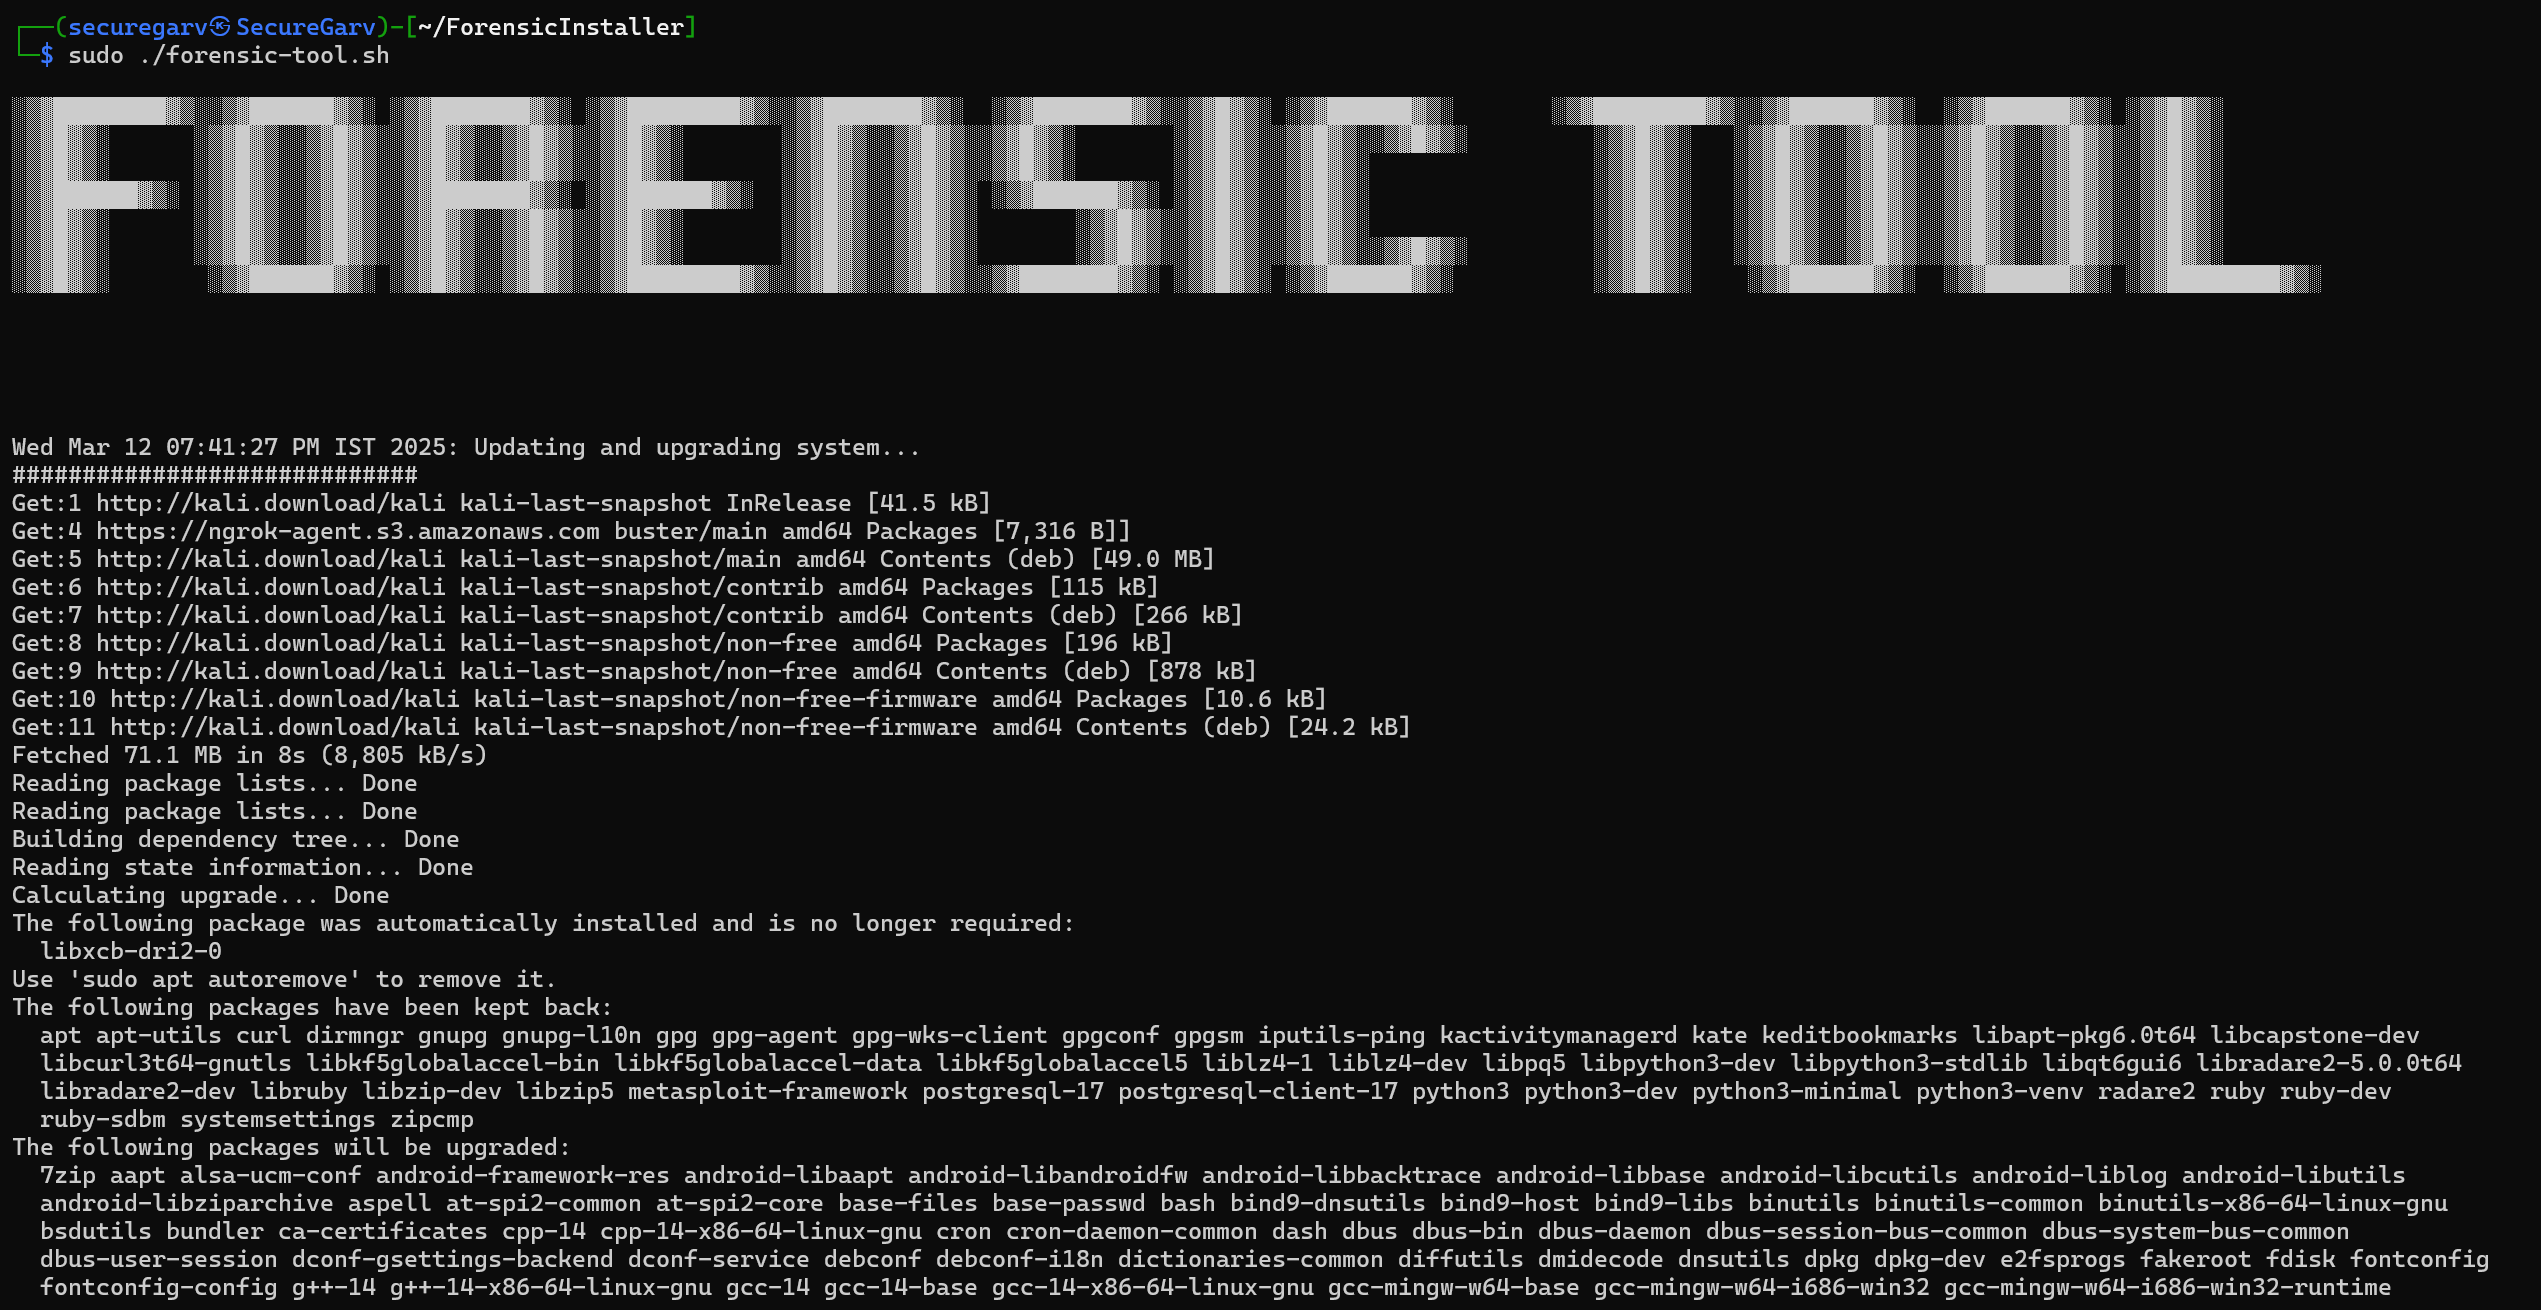 (securegarv㉿SecureGarv)-[~/ForensicInstaller]
$ sudo ./forensic-tool.sh
FORENSIC TOOL
Wed Mar 12 07:41:27 PM IST 2025: Updating and upgrading system...
#############################
Get:1 http://kali.download/kali kali-last-snapshot InRelease [41.5 kB]
Get:4 https://ngrok-agent.s3.amazonaws.com buster/main amd64 Packages [7,316 B]]
Get:5 http://kali.download/kali kali-last-snapshot/main amd64 Contents (deb) [49.0 MB]
Get:6 http://kali.download/kali kali-last-snapshot/contrib amd64 Packages [115 kB]
Get:7 http://kali.download/kali kali-last-snapshot/contrib amd64 Contents (deb) [266 kB]
Get:8 http://kali.download/kali kali-last-snapshot/non-free amd64 Packages [196 kB]
Get:9 http://kali.download/kali kali-last-snapshot/non-free amd64 Contents (deb) [878 kB]
Get:10 http://kali.download/kali kali-last-snapshot/non-free-firmware amd64 Packages [10.6 kB]
Get:11 http://kali.download/kali kali-last-snapshot/non-free-firmware amd64 Contents (deb) [24.2 kB]
Fetched 71.1 MB in 8s (8,805 kB/s)
Reading package lists... Done
Reading package lists... Done
Building dependency tree... Done
Reading state information... Done
Calculating upgrade... Done
The following package was automatically installed and is no longer required:
libxcb-dri2-0
Use 'sudo apt autoremove' to remove it.
The following packages have been kept back:
apt apt-utils curl dirmngr gnupg gnupg-l10n gpg gpg-agent gpg-wks-client gpgconf gpgsm iputils-ping kactivitymanagerd kate keditbookmarks libapt-pkg6.0t64 libcapstone-dev
libcurl3t64-gnutls libkf5globalaccel-bin libkf5globalaccel-data libkf5globalaccel5 liblz4-1 liblz4-dev libpq5 libpython3-dev libpython3-stdlib libqt6gui6 libradare2-5.0.0t64
libradare2-dev libruby libzip-dev libzip5 metasploit-framework postgresql-17 postgresql-client-17 python3 python3-dev python3-minimal python3-venv radare2 ruby ruby-dev
ruby-sdbm systemsettings zipcmp
The following packages will be upgraded:
7zip aapt alsa-ucm-conf android-framework-res android-libaapt android-libandroidfw android-libbacktrace android-libbase android-libcutils android-liblog android-libutils
android-libziparchive aspell at-spi2-common at-spi2-core base-files base-passwd bash bind9-dnsutils bind9-host bind9-libs binutils binutils-common binutils-x86-64-linux-gnu
bsdutils bundler ca-certificates cpp-14 cpp-14-x86-64-linux-gnu cron cron-daemon-common dash dbus dbus-bin dbus-daemon dbus-session-bus-common dbus-system-bus-common
dbus-user-session dconf-gsettings-backend dconf-service debconf debconf-i18n dictionaries-common diffutils dmidecode dnsutils dpkg dpkg-dev e2fsprogs fakeroot fdisk fontconfig
fontconfig-config g++-14 g++-14-x86-64-linux-gnu gcc-14 gcc-14-base gcc-14-x86-64-linux-gnu gcc-mingw-w64-base gcc-mingw-w64-i686-win32 gcc-mingw-w64-i686-win32-runtime